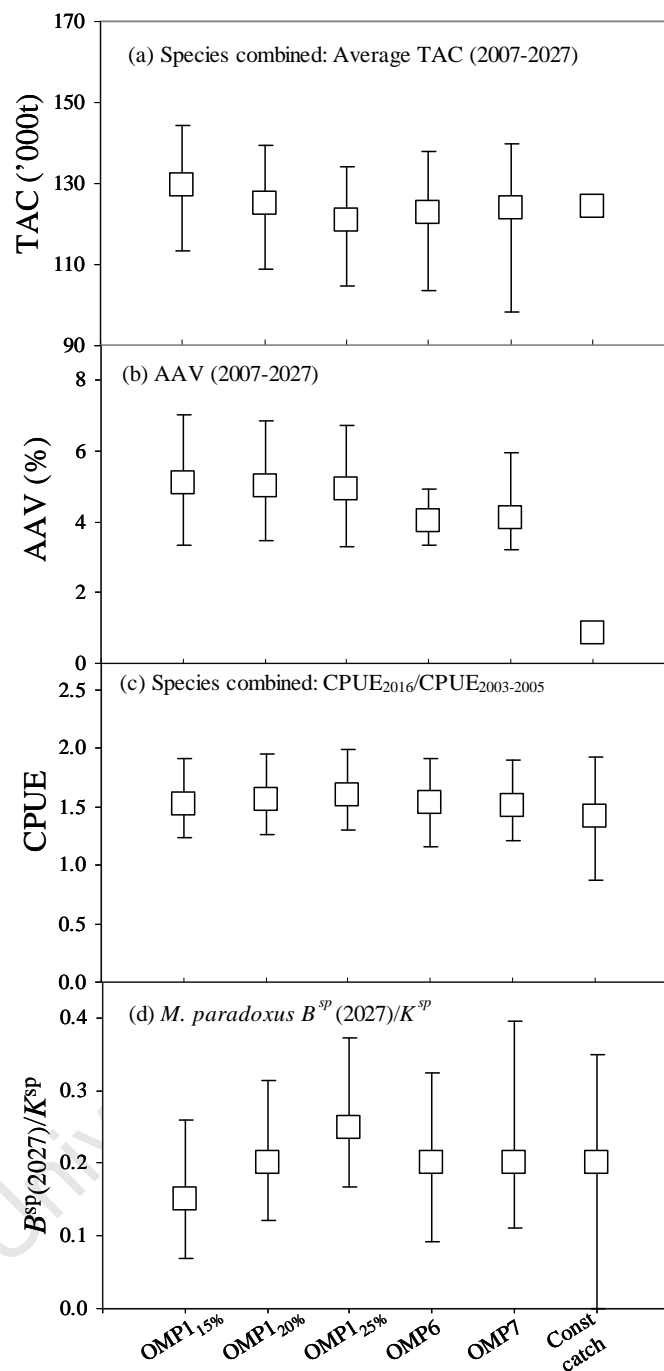 170
(a) Species combined: Average TAC (2007-2027)
150
130
110
90
TAC ('000t)
(b) AAV (2007-2027)
8
6
4
2
0
AAV (%)
(c) Species combined: CPUE2016/CPUE2003-2005
2.5
2.0
1.5
1.0
0.5
0.0
CPUE
(d) M. paradoxus Bsp (2027)/Ksp
0.4
0.3
0.2
0.1
0.0
Bsp(2027)/Ksp
OMP115% OMP120% OMP125% OMP6 OMP7 Const
catch
Univ